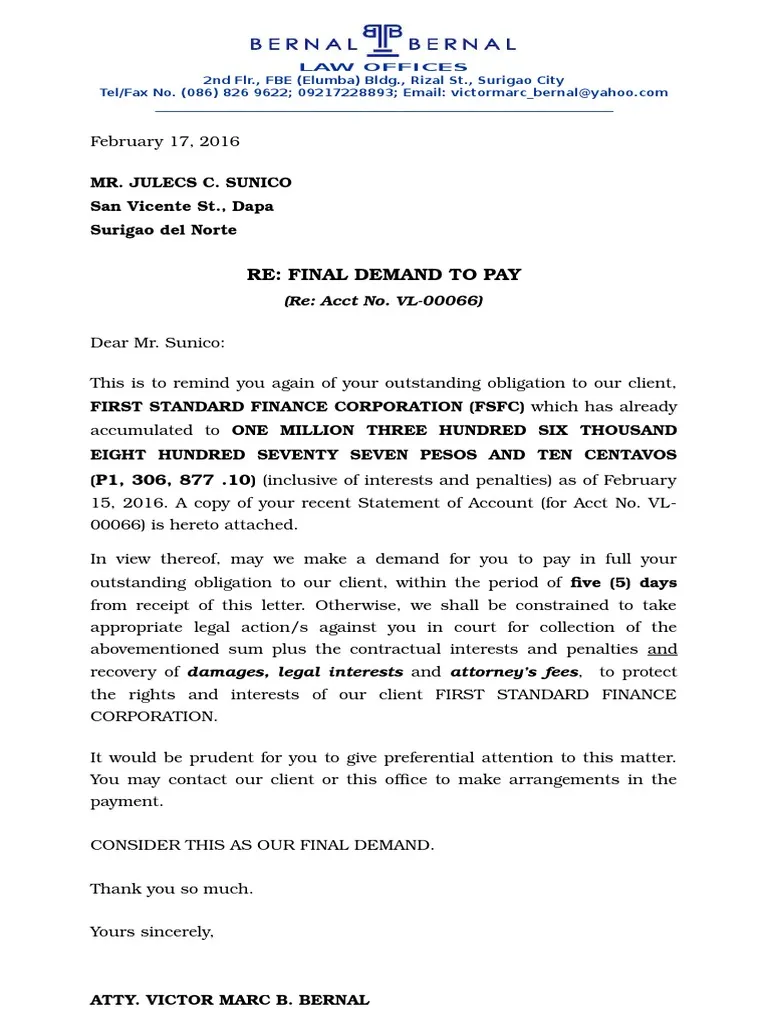 BERNAL BB BERNAL
LAW OFFICES
2nd Flr., FBE (Elumba) Bldg., Rizal St., Surigao City
Tel/Fax No. (086) 826 9622; 09217228893; Email: victormarc_bernal@yahoo.com
February 17, 2016
MR. JULECS C. SUNICO
San Vicente St., Dapa
Surigao del Norte
RE: FINAL DEMAND TO PAY
(Re: Acct No. VL-00066)
Dear Mr. Sunico:
This is to remind you again of your outstanding obligation to our client,
FIRST STANDARD FINANCE CORPORATION (FSFC) which has already
accumulated to ONE MILLION THREE HUNDRED SIX THOUSAND
EIGHT HUNDRED SEVENTY SEVEN PESOS AND TEN CENTAVOS
(P1, 306, 877 .10) (inclusive of interests and penalties) as of February
15, 2016. A copy of your recent Statement of Account (for Acct No. VL-
00066) is hereto attached.
In view thereof, may we make a demand for you to pay in full your
outstanding obligation to our client, within the period of five (5) days
from receipt of this letter. Otherwise, we shall be constrained to take
appropriate legal action/s against you in court for collection of the
abovementioned sum plus the contractual interests and penalties and
recovery of damages, legal interests and attorney's fees, to protect
the rights and interests of our client FIRST STANDARD FINANCE
CORPORATION.
It would be prudent for you to give preferential attention to this matter.
You may contact our client or this office to make arrangements in the
payment.
CONSIDER THIS AS OUR FINAL DEMAND.
Thank you so much.
Yours sincerely,
ATTY. VICTOR MARC B. BERNAL